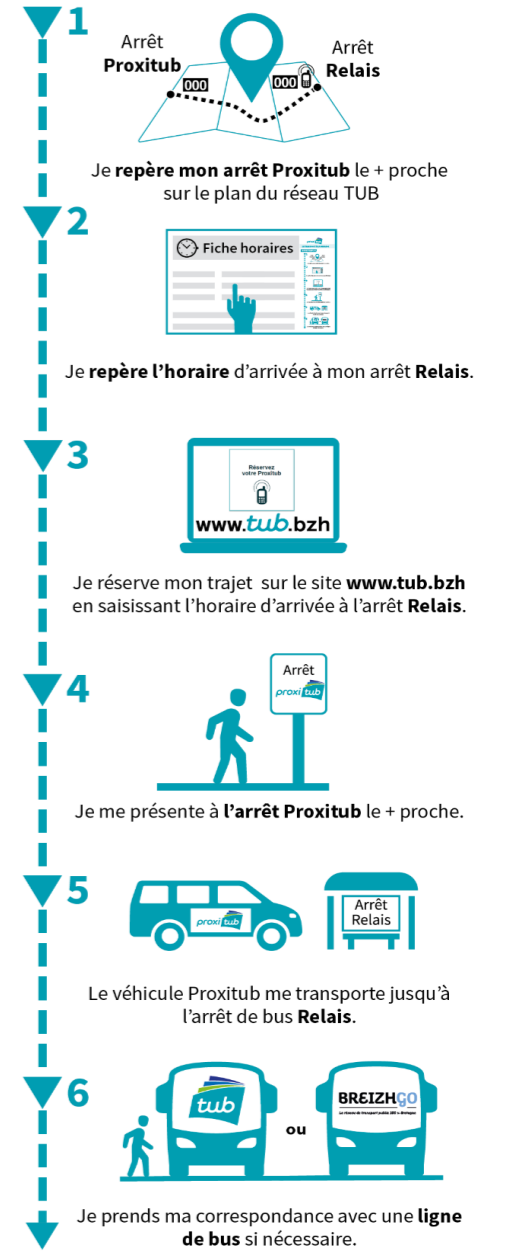 1
Arrêt
Proxitub
Arrêt
Relais
000
000
Je repère mon arrêt Proxitub le + proche
sur le plan du réseau TUB
2
Fiche horaires
Je repère l'horaire d'arrivée à mon arrêt Relais.
3
Réservez
votre Proxitub
www.tub.bzh
Je réserve mon trajet sur le site www.tub.bzh
en saisissant l'horaire d'arrivée à l'arrêt Relais.
4
Arrêt
proxitub
Je me présente à l'arrêt Proxitub le + proche.
5
proxitub
Arrêt
Relais
Le véhicule Proxitub me transporte jusqu'à
l'arrêt de bus Relais.
6
tub
ou
BREIZHGO
Je prends ma correspondance avec une ligne
de bus si nécessaire.